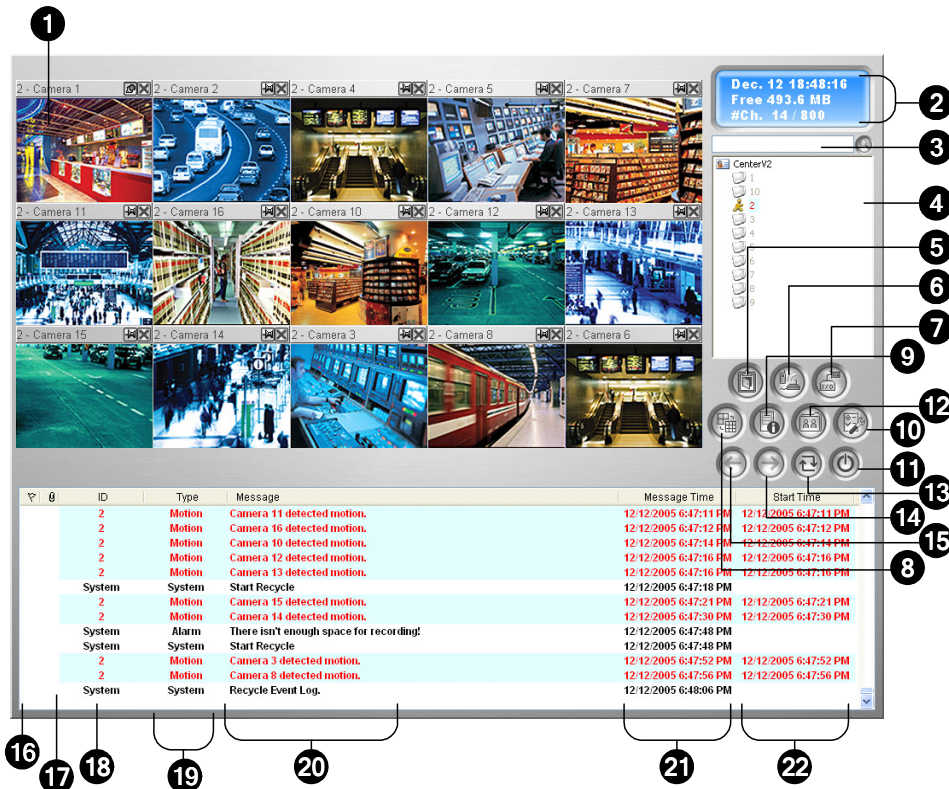 1
2 - Camera 1
2 - Camera 2
2 - Camera 4
2 - Camera 5
2 - Camera 7
Dec. 12 18:48:16
Free 493.6 MB
#Ch. 14 / 800
2
3
CenterV2
1
10
2
3
4
5
6
7
8
9
4
5
6
7
9
12
10
11
13
14
15
8
2 - Camera 11
2 - Camera 16
2 - Camera 10
2 - Camera 12
2 - Camera 13
2 - Camera 15
2 - Camera 14
2 - Camera 3
2 - Camera 8
2 - Camera 6
I/O
ID Type Message Message Time Start Time
2 Motion Camera 11 detected motion. 12/12/2005 6:47:11 PM 12/12/2005 6:47:11 PM
2 Motion Camera 16 detected motion. 12/12/2005 6:47:12 PM 12/12/2005 6:47:12 PM
2 Motion Camera 10 detected motion. 12/12/2005 6:47:14 PM 12/12/2005 6:47:14 PM
2 Motion Camera 12 detected motion. 12/12/2005 6:47:16 PM 12/12/2005 6:47:16 PM
2 Motion Camera 13 detected motion. 12/12/2005 6:47:16 PM 12/12/2005 6:47:16 PM
System System Start Recycle 12/12/2005 6:47:18 PM
2 Motion Camera 15 detected motion. 12/12/2005 6:47:21 PM 12/12/2005 6:47:21 PM
2 Motion Camera 14 detected motion. 12/12/2005 6:47:30 PM 12/12/2005 6:47:30 PM
System Alarm There isn't enough space for recording! 12/12/2005 6:47:48 PM
System System Start Recycle 12/12/2005 6:47:48 PM
2 Motion Camera 3 detected motion. 12/12/2005 6:47:52 PM 12/12/2005 6:47:52 PM
2 Motion Camera 8 detected motion. 12/12/2005 6:47:56 PM 12/12/2005 6:47:56 PM
System System Recycle Event Log. 12/12/2005 6:48:06 PM
16
17
18
19
20
21
22